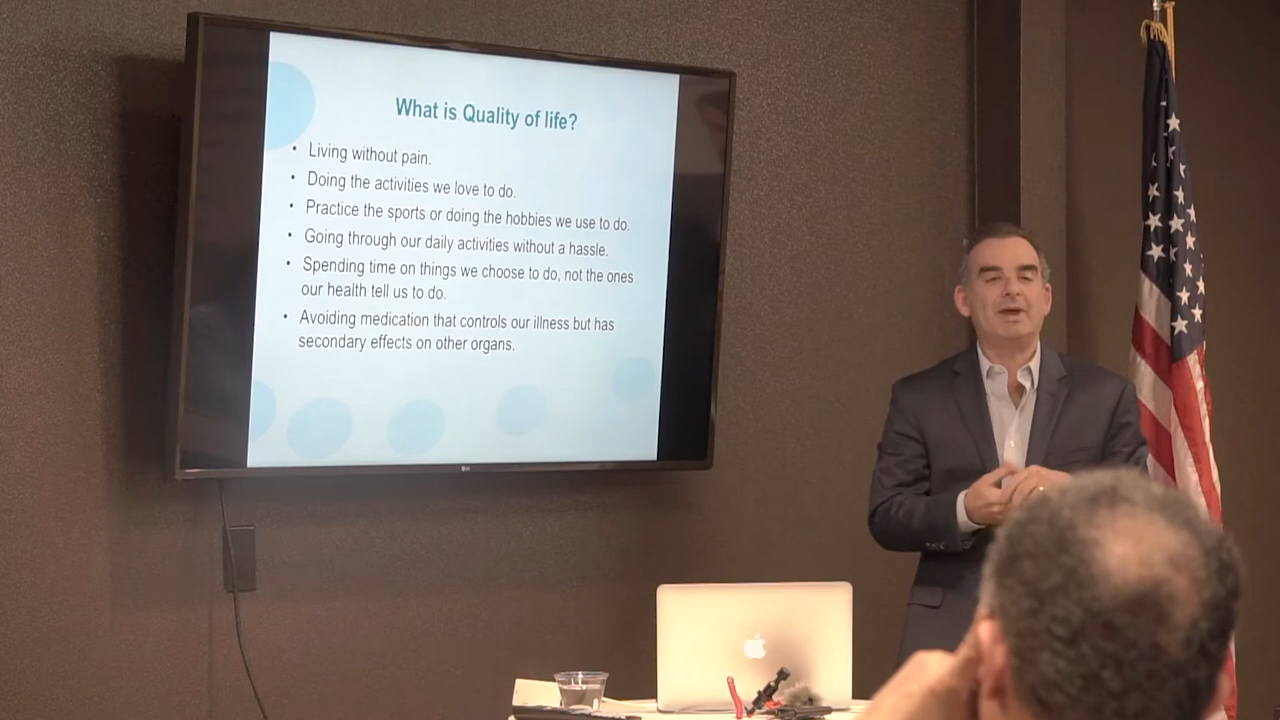 What is Quality of life?
• Living without pain.
• Doing the activities we love to do.
• Practice the sports or doing the hobbies we use to do.
• Going through our daily activities without a hassle.
• Spending time on things we choose to do, not the ones
our health tell us to do.
• Avoiding medication that controls our illness but has
secondary effects on other organs.
LG